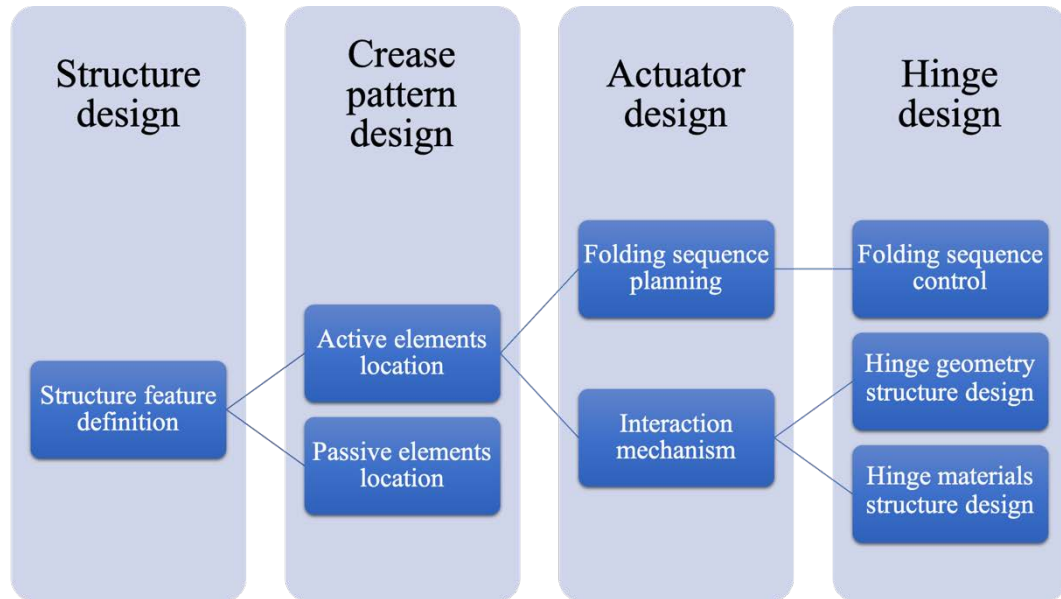 Structure
design
Crease
pattern
design
Actuator
design
Hinge
design
Structure feature
definition
Active elements
location
Passive elements
location
Folding sequence
planning
Interaction
mechanism
Folding sequence
control
Hinge geometry
structure design
Hinge materials
structure design